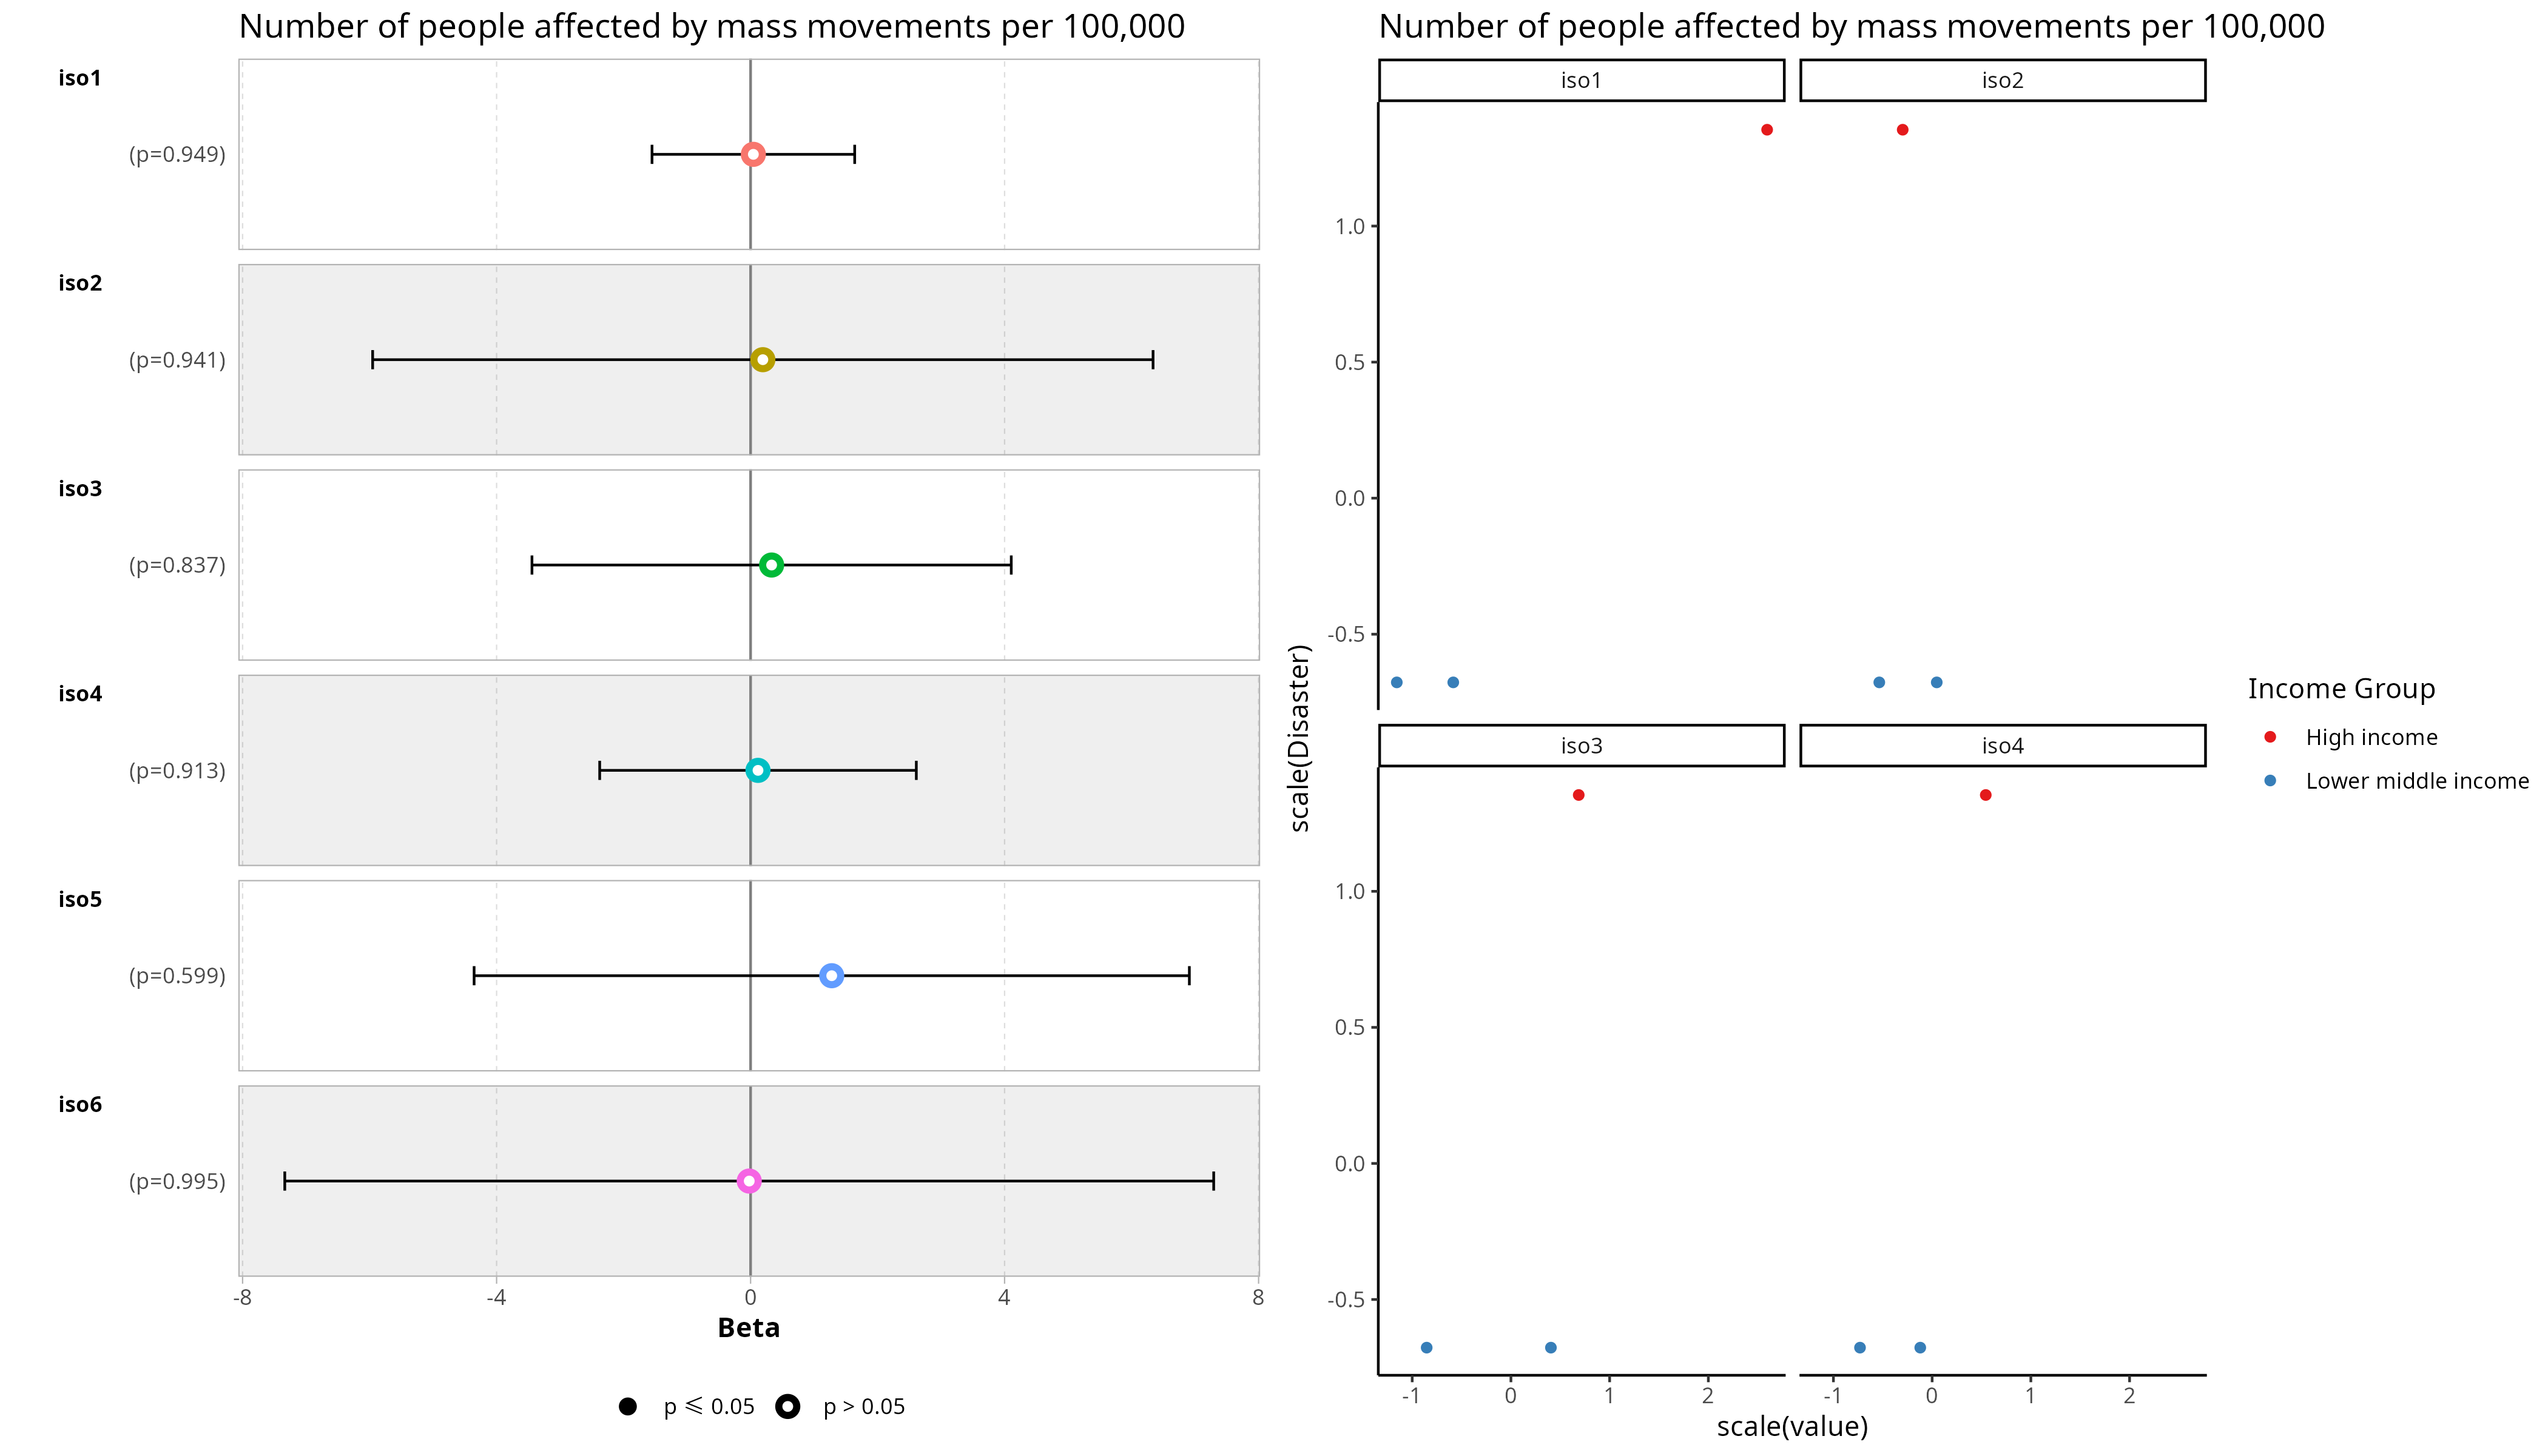 Number of people affected by mass movements per 100,000
iso1
(p=0.949)
iso2
(p=0.941)
iso3
(p=0.837)
iso4
(p=0.913)
iso5
(p=0.599)
iso6
(p=0.995)
-8 -4 0 4 8
Beta
p ⩽ 0.05 p > 0.05
Number of people affected by mass movements per 100,000
iso1 iso2
1.0
0.5
0.0
-0.5
iso3 iso4
1.0
0.5
0.0
-0.5
-1 0 1 2 -1 0 1 2
scale(value)
scale(Disaster)
Income Group
High income
Lower middle income